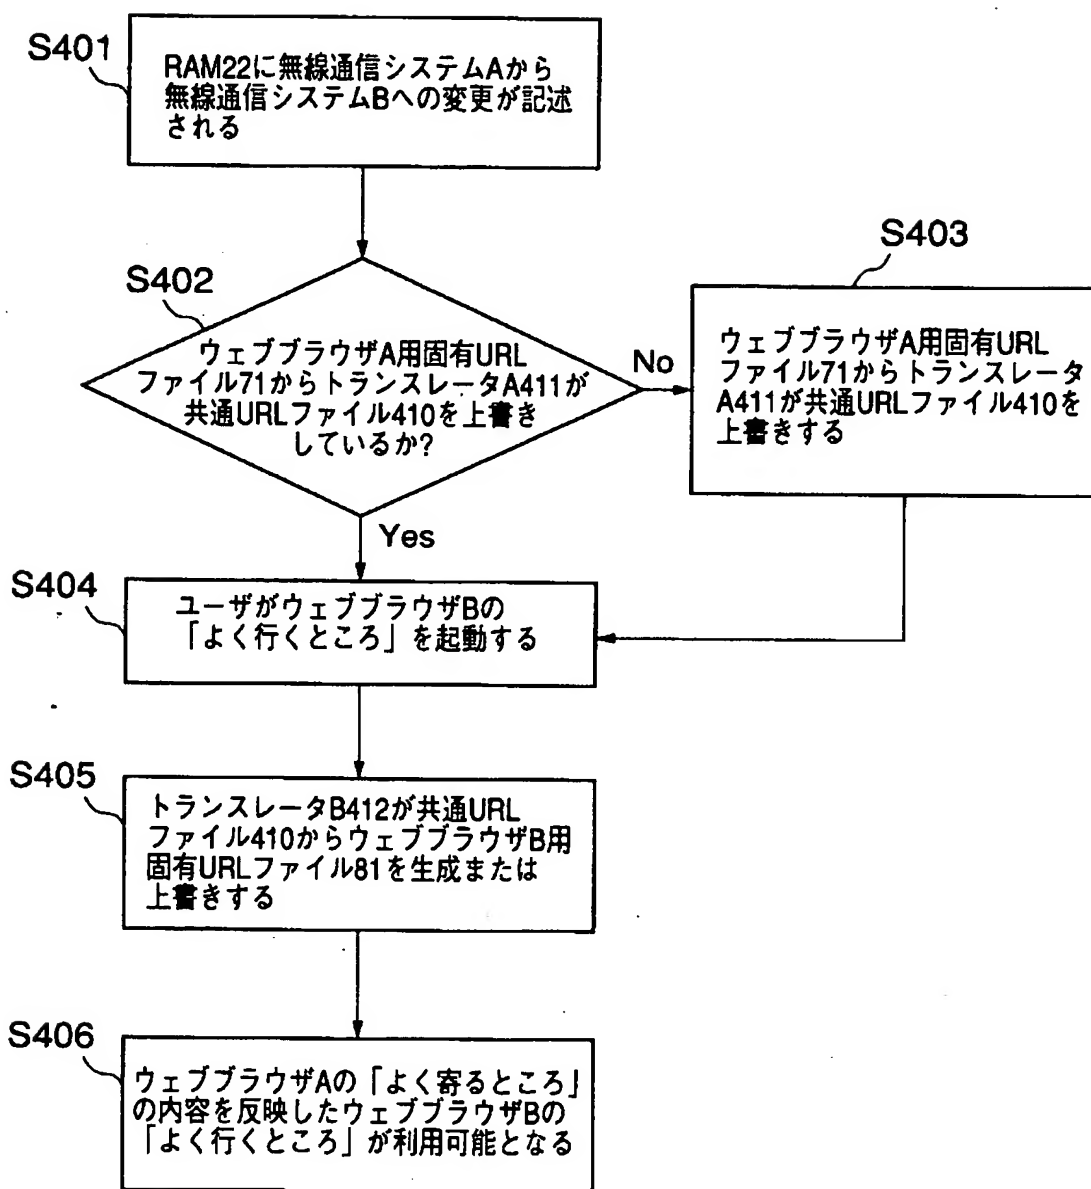 S401
RAM22に無線通信システムAから
無線通信システムBへの変更が記述
される
S402
ウェブブラウザA用固有URL
ファイル71からトランスレータA411が
共通URLファイル410を上書き
しているか?
No
Yes
S403
ウェブブラウザA用固有URL
ファイル71からトランスレータ
A411が共通URLファイル410を
上書きする
S404
ユーザがウェブブラウザBの
「よく行くところ」を起動する
S405
トランスレータB412が共通URL
ファイル410からウェブブラウザB用
固有URLファイル81を生成または
上書きする
S406
ウェブブラウザAの「よく寄るところ」
の内容を反映したウェブブラウザBの
「よく行くところ」が利用可能となる